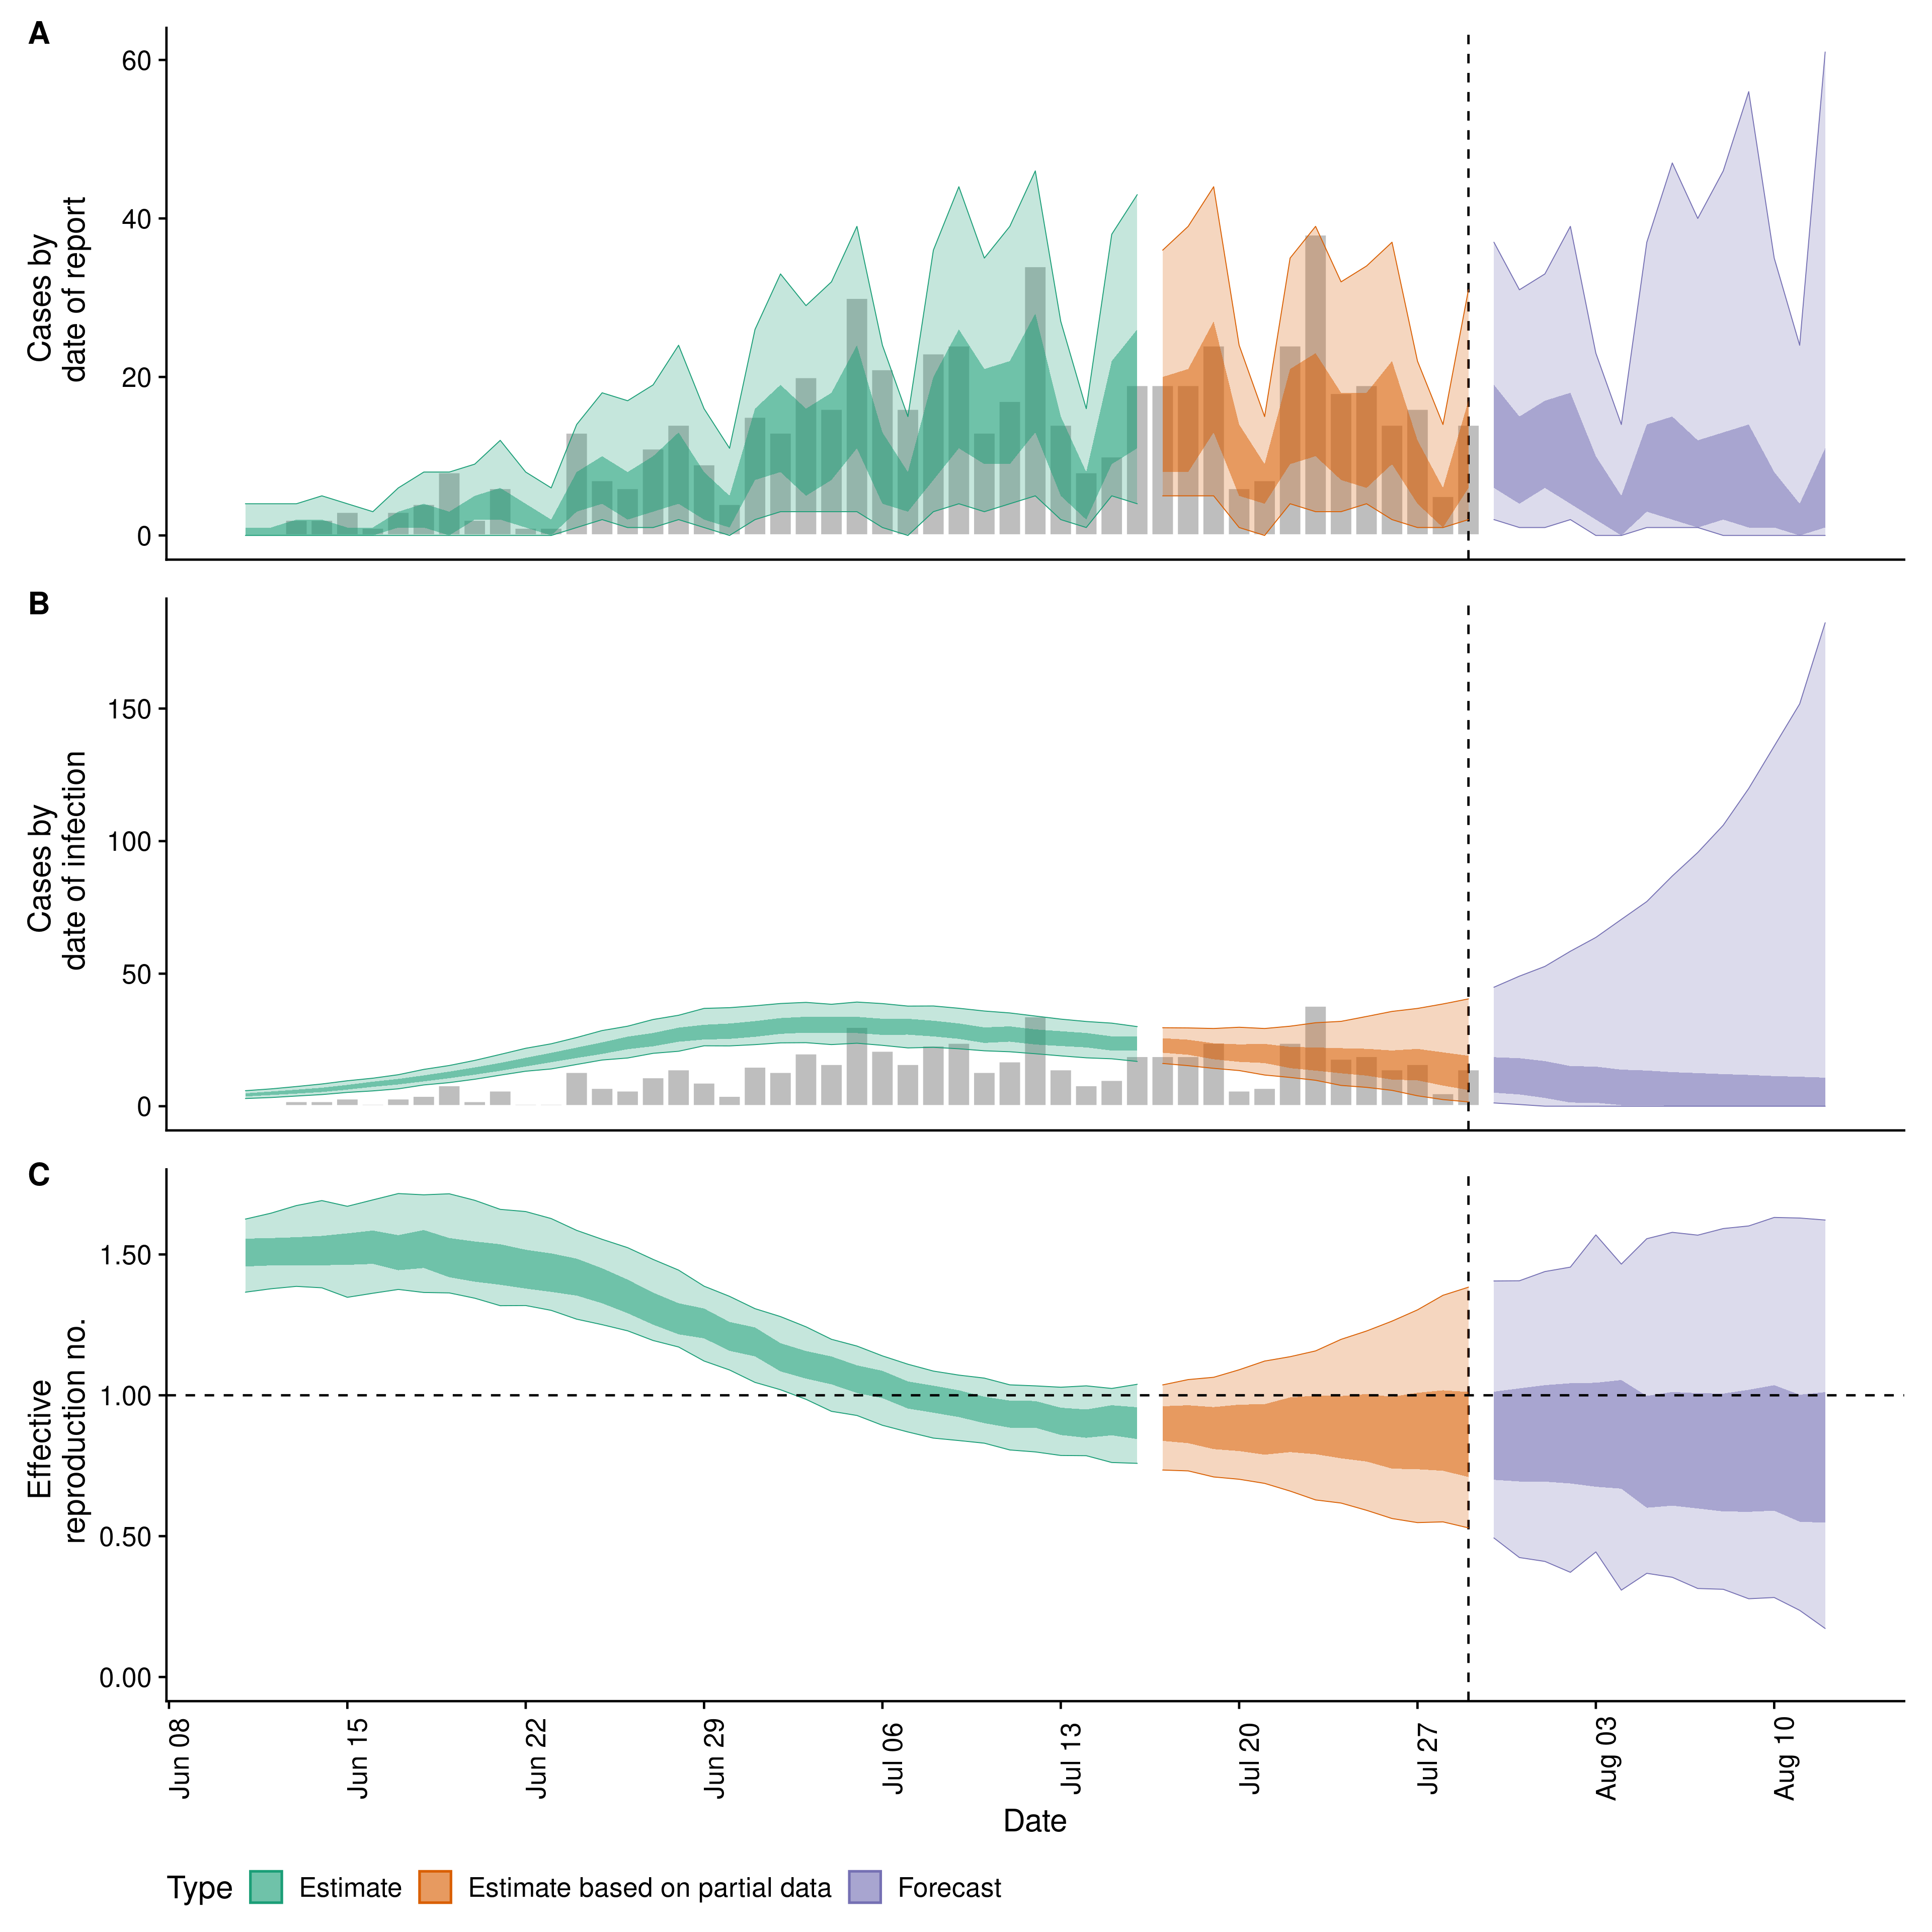 A
Cases by
date of report
60
40
20
0
B
Cases by
date of infection
150
100
50
0
C
Effective
reproduction no.
1.50
1.00
0.50
0.00
Jun 08
Jun 15
Jun 22
Jun 29
Jul 06
Jul 13
Jul 20
Jul 27
Aug 03
Aug 10
Date
Type Estimate Estimate based on partial data Forecast